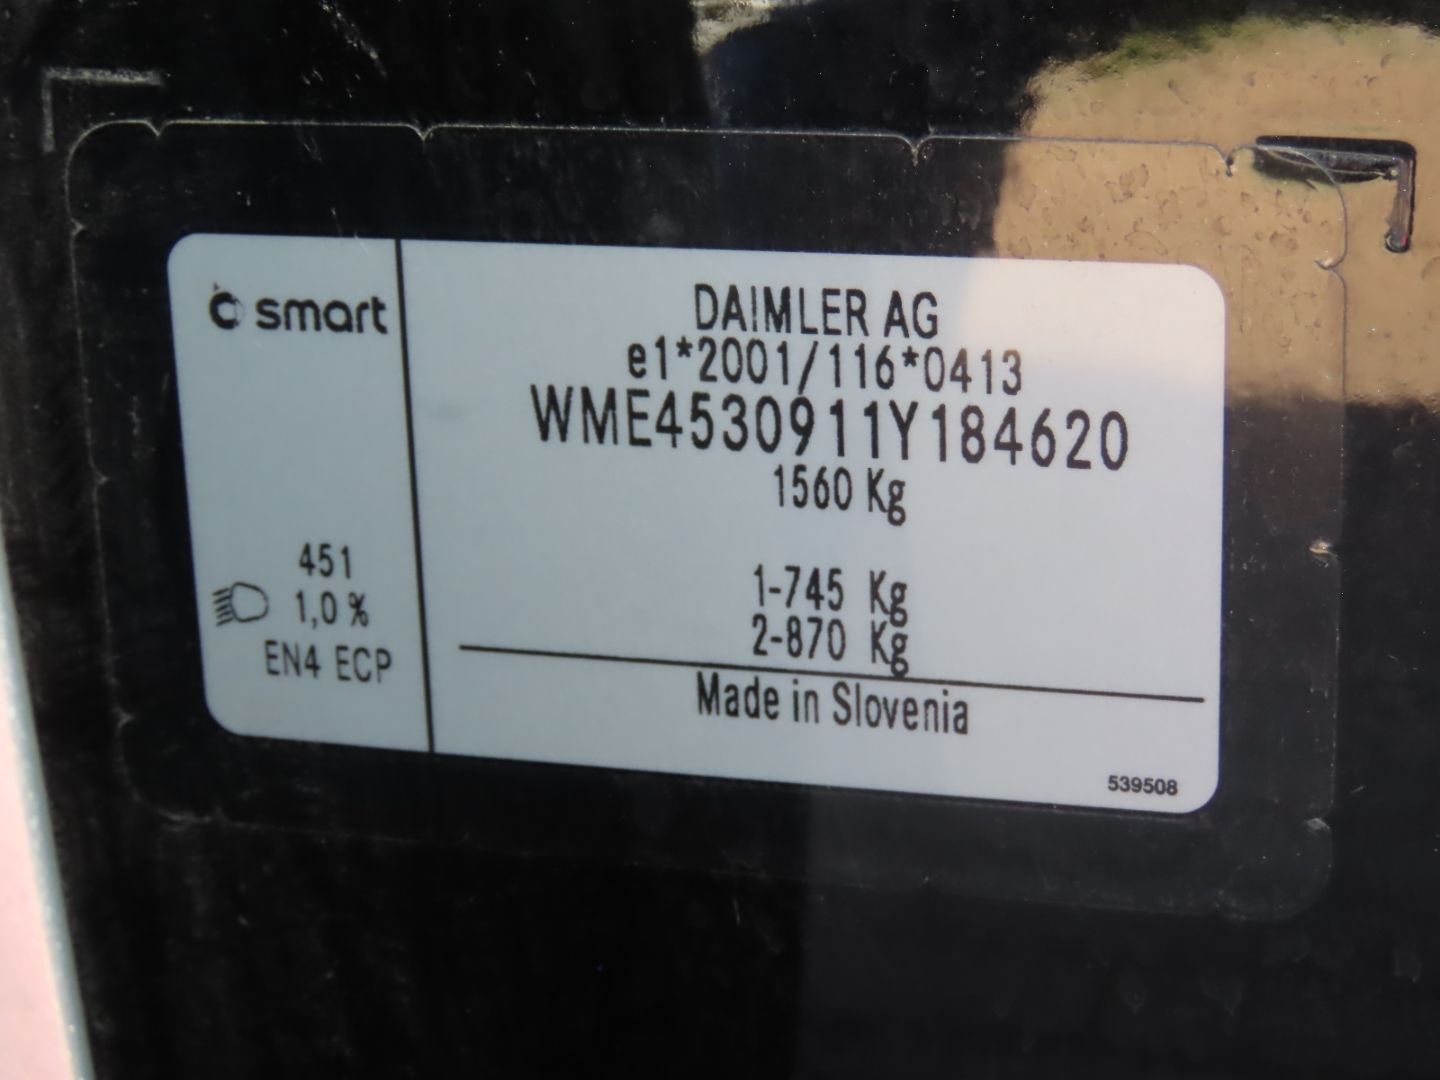 smart
DAIMLER AG
e1*2001/116*0413
WME4530911Y184620
1560 Kg
451
1,0 %
EN4 ECP
1-745 Kg
2-870 Kg
Made in Slovenia
539508